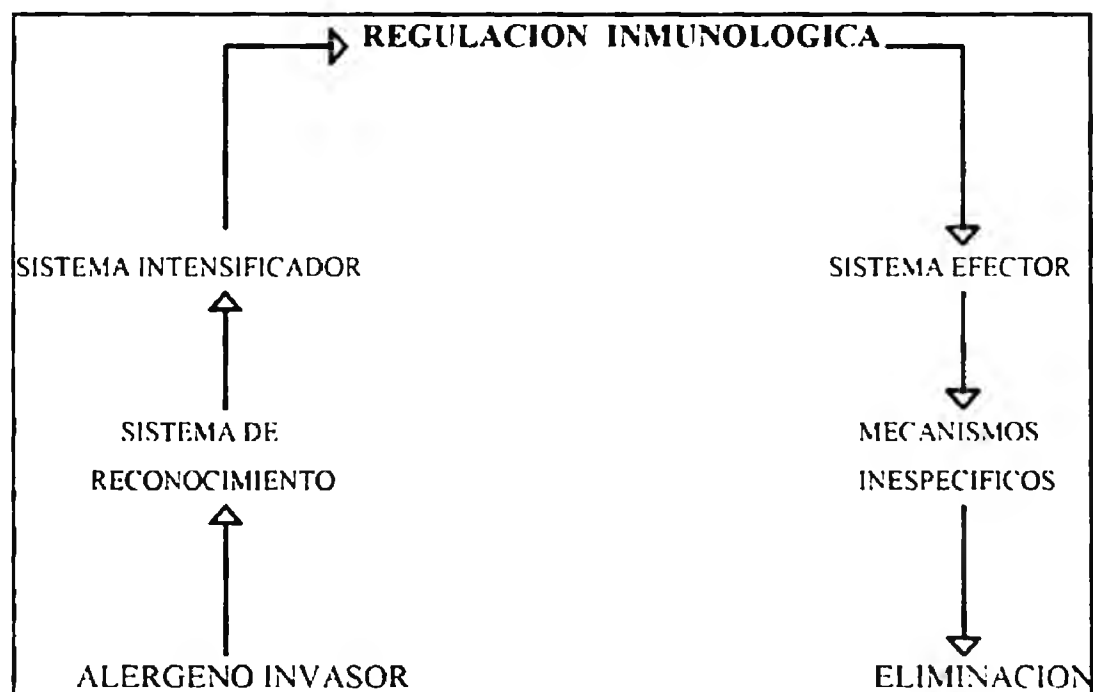 REGULACION INMUNOLOGICA
SISTEMA INTENSIFICADOR
SISTEMA EFECTOR
SISTEMA DE
RECONOCIMIENTO
MECANISMOS
INESPECIFICOS
ALERGENO INVASOR
ELIMINACION